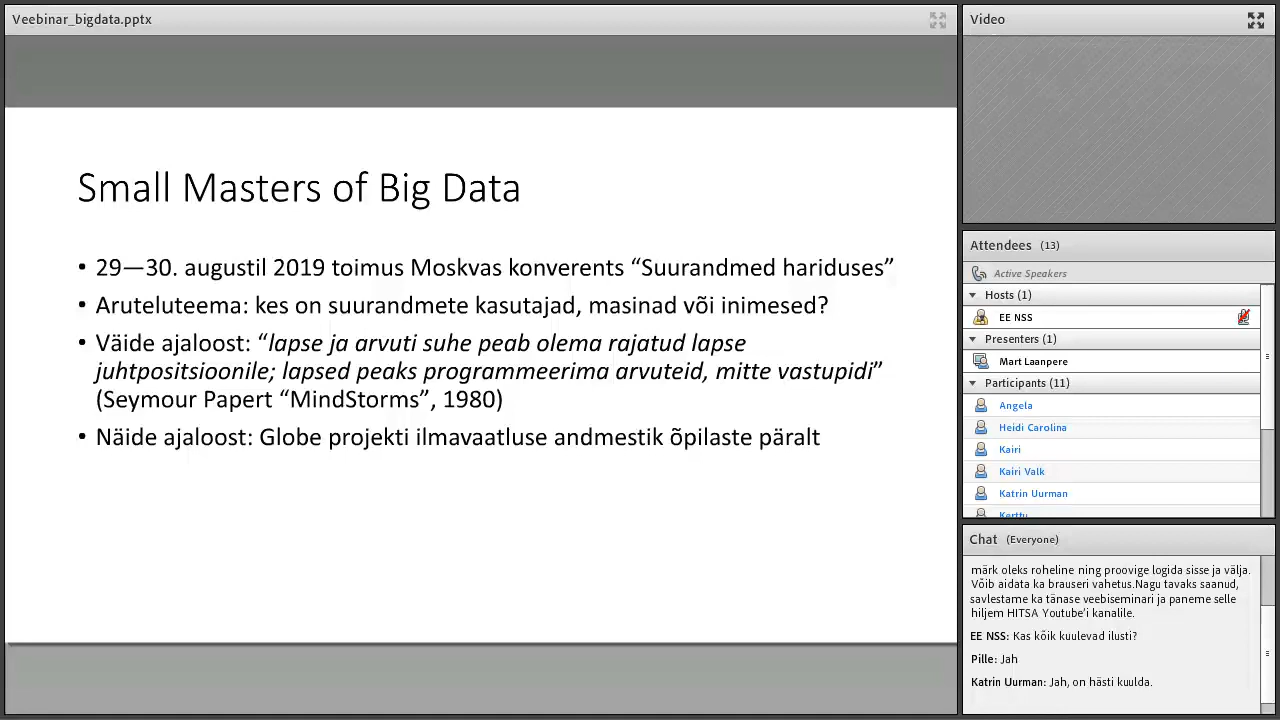 Veebinar_bigdata.pptx
Small Masters of Big Data
• 29—30. augustil 2019 toimus Moskvas konverents “Suurandmed hariduses”
• Aruteluteema: kes on suurandmete kasutajad, masinad või inimesed?
• Väide ajaloost: “lapse ja arvuti suhe peab olema rajatud lapse
juhtpositsioonile; lapsed peaks programmeerima arvuteid, mitte vastupidi”
(Seymour Papert “MindStorms”, 1980)
• Näide ajaloost: Globe projekti ilmavaatluse andmestik õpilaste päralt
Video
Attendees (13)
Active Speakers
Hosts (1)
EE NSS
Presenters (1)
Mart Laanpere
Participants (11)
Angela
Heidi Carolina
Kairi
Kairi Valk
Katrin Uurman
Kerttu
Chat (Everyone)
märk oleks roheline ning proovige logida sisse ja välja.
Võib aidata ka brauseri vahetus.Nagu tavaks saanud,
savlestame ka tänase veebiseminari ja paneme selle
hiljem HITSA Youtube'i kanalile.
EE NSS: Kas kõik kuulevad ilusti?
Pille: Jah
Katrin Uurman: Jah, on hästi kuulda.